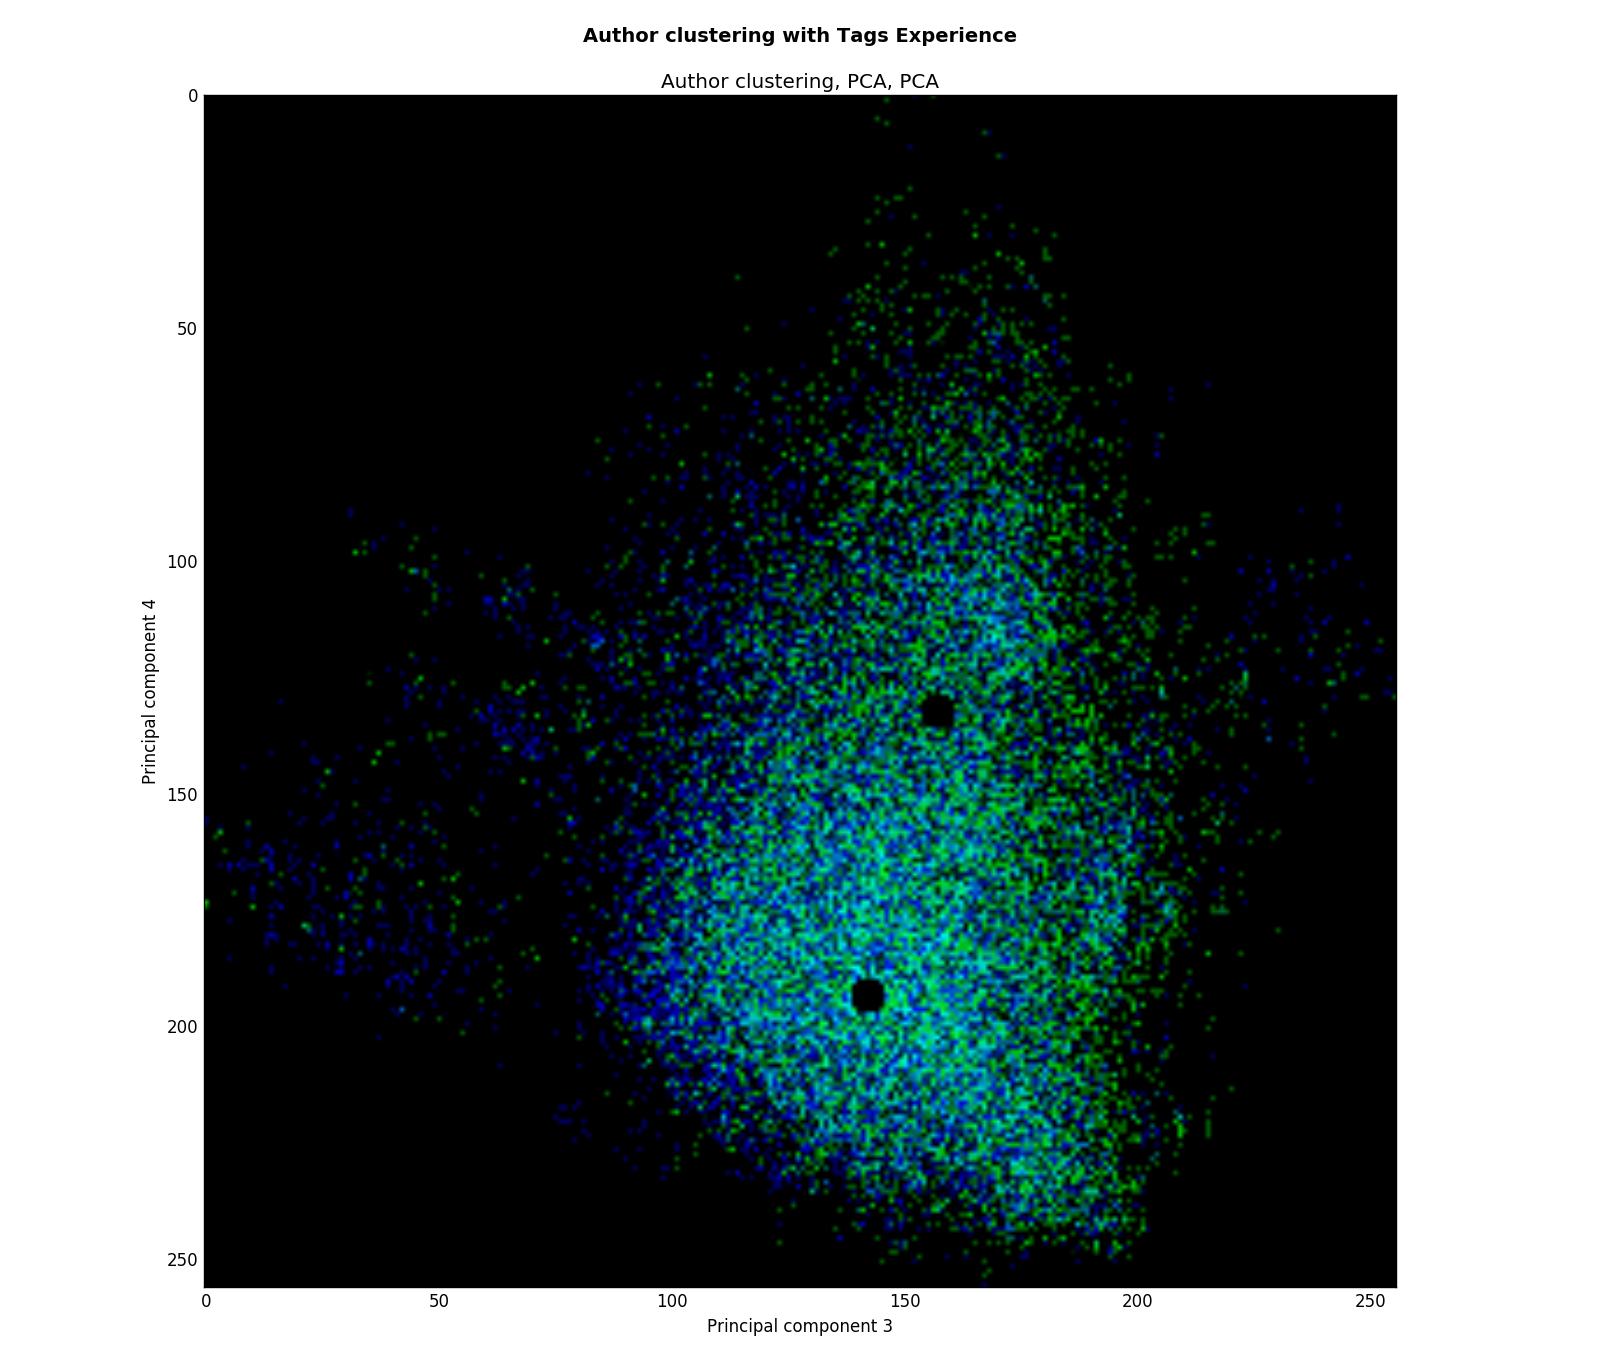 Author clustering with Tags Experience
Author clustering, PCA, PCA
0
50
100
150
200
250
Principal component 4
0 50 100 150 200 250
Principal component 3